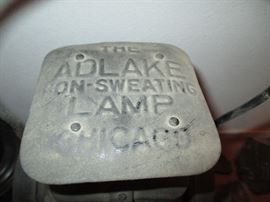 THE
ADLAKE
NON-SWEATING
LAMP
CHICAGO